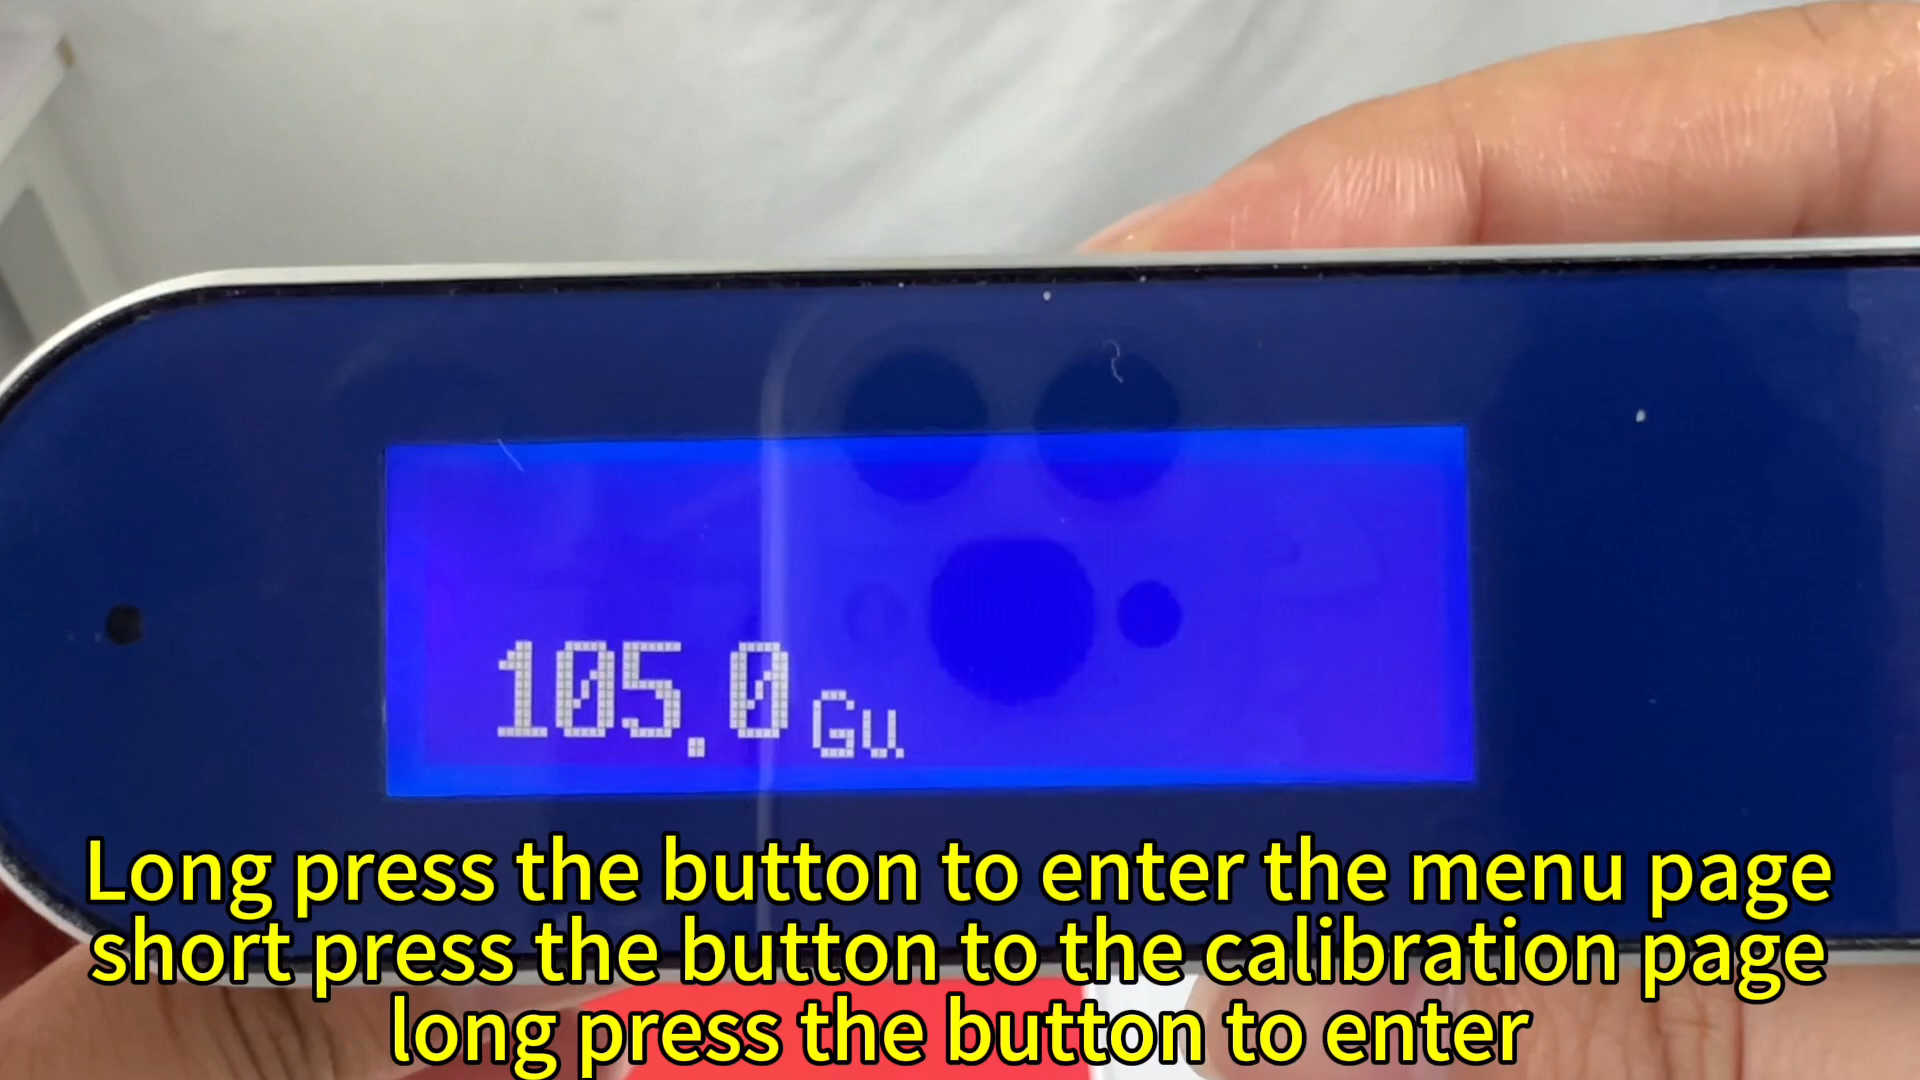 105.0 Gu
Long press the button to enter the menu page
short press the button to the calibration page
long press the button to enter